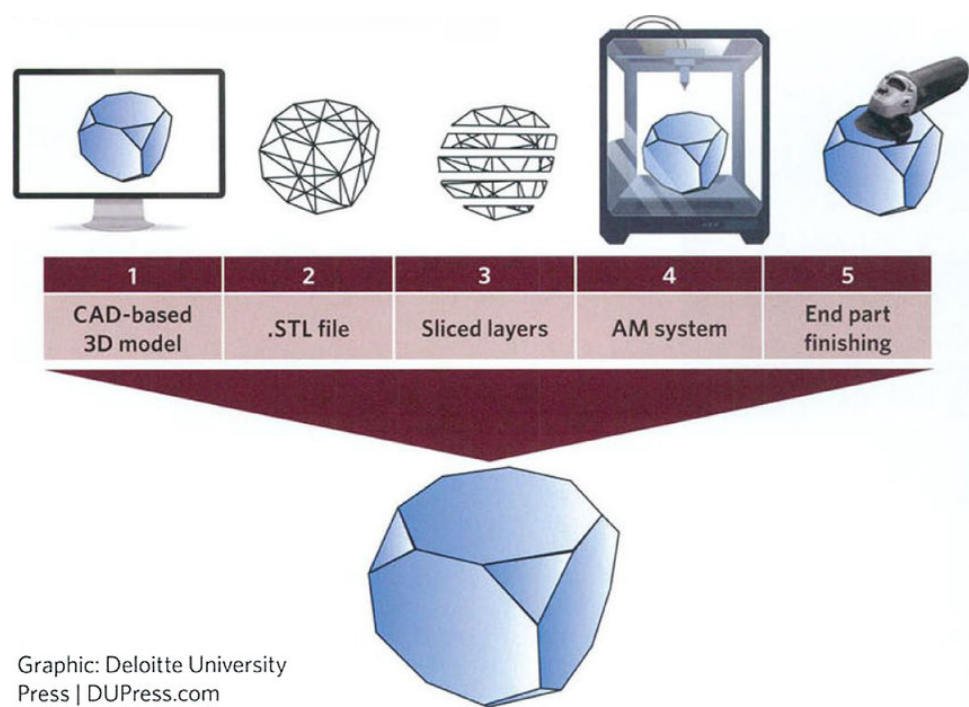 1
2
3
4
5
CAD-based
3D model
.STL file
Sliced layers
AM system
End part
finishing
Graphic: Deloitte University
Press | DUPress.com